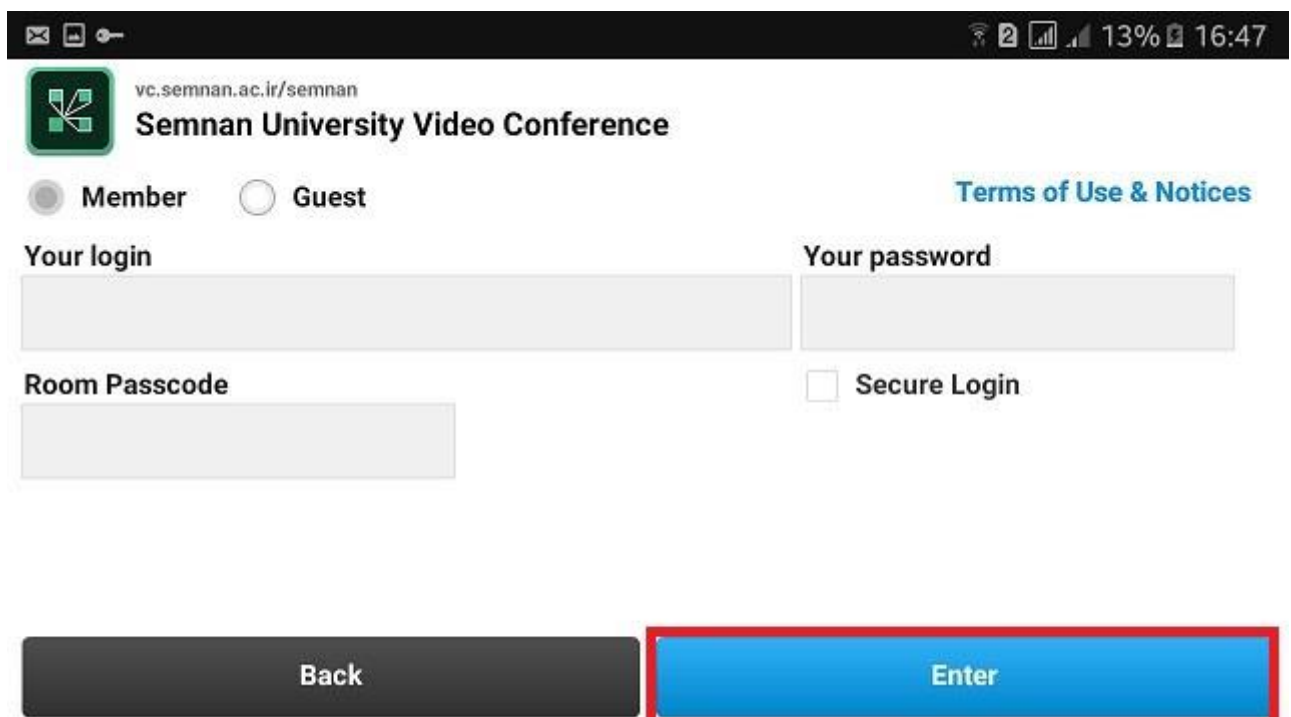 2 13% 16:47
vc.semnan.ac.ir/semnan
Semnan University Video Conference
Member Guest Terms of Use & Notices
Your login Your password
Room Passcode Secure Login
Back Enter